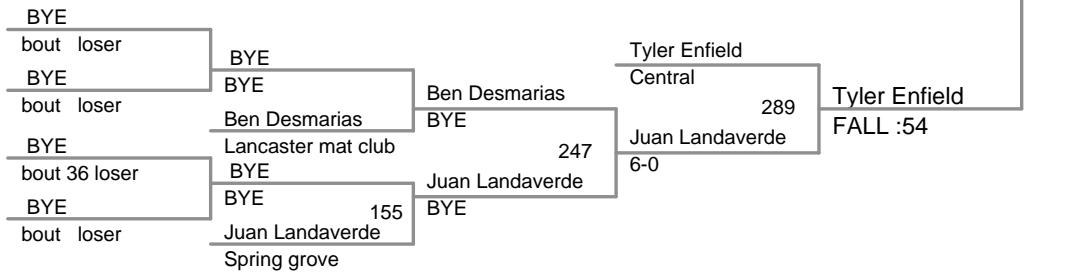 BYE
bout loser
BYE
bout loser
BYE
bout 36 loser
BYE
bout loser
BYE
BYE
Ben Desmarias
Lancaster mat club
BYE
BYE
155
Juan Landaverde
Spring grove
Ben Desmarias
BYE
247
Juan Landaverde
BYE
Tyler Enfield
Central
289
Juan Landaverde
6-0
Tyler Enfield
FALL :54